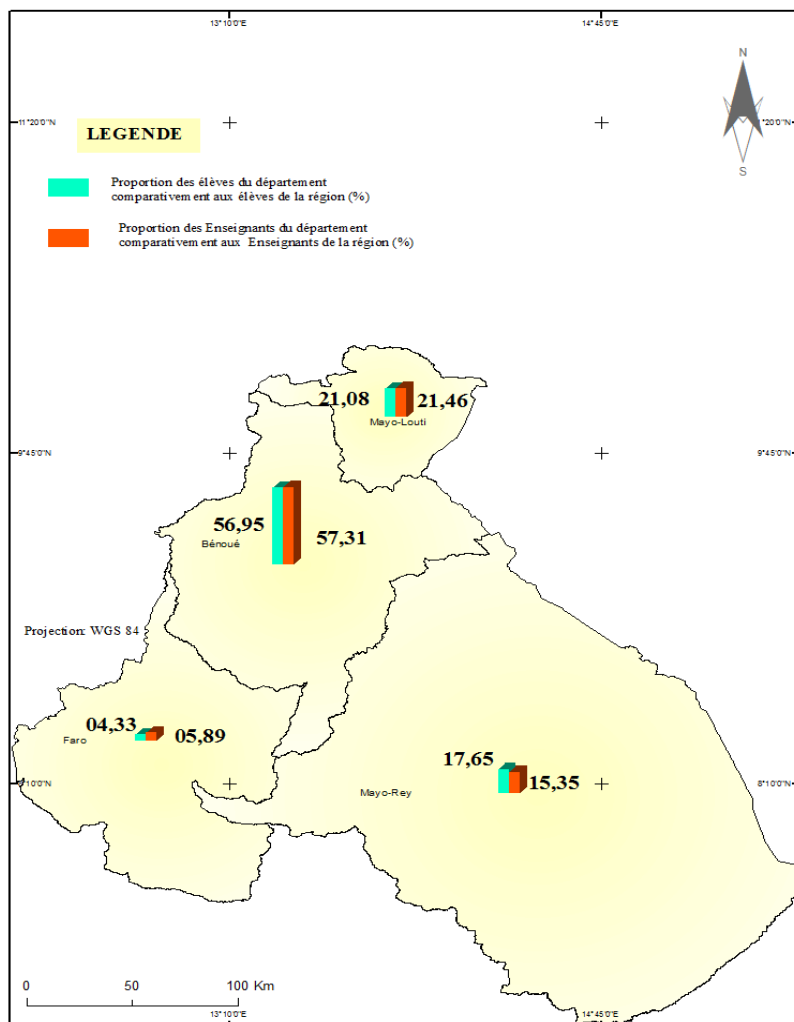 13°10'0"E
14°45'0"E
N
S
11°20'0"N
1°20'0"N
LEGENDE
Proportion des élèves du département
comparativement aux élèves de la région (%)
Proportion des Enseignants du département
comparativement aux Enseignants de la région (%)
21,08
21,46
Mayo-Louti
9°45'0"N
9°45'0"N
56,95
57,31
Bénoué
Projection: WGS 84
04,33
05,89
Faro
17,65
15,35
Mayo-Rey
°10'0"N
8°10'0"N
0
50
100 Km
13°10'0"E
14°45'0"E